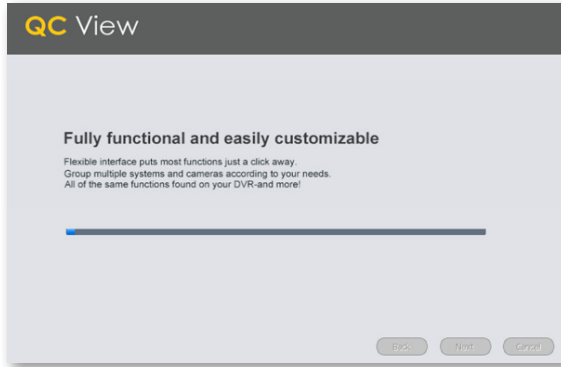 QC View
Fully functional and easily customizable
Flexible interface puts most functions just a click away.
Group multiple systems and cameras according to your needs.
All of the same functions found on your DVR-and more!
Back Next Cancel